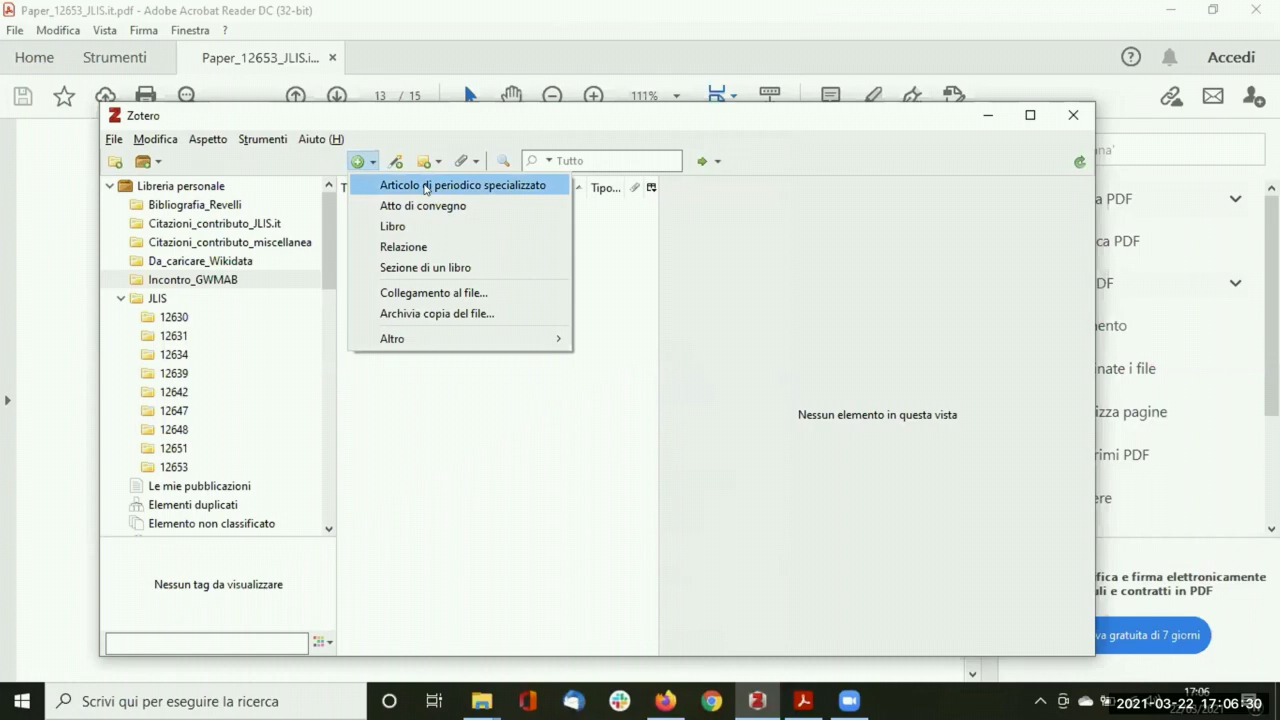 Paper_12653_JLIS.it.pdf - Adobe Acrobat Reader DC (32-bit)
File Modifica Vista Firma Finestra ?
Home Strumenti Paper_12653_JLIS.i... × Accedi
13 / 15 111%
Zotero
File Modifica Aspetto Strumenti Aiuto (H)
Tutto
Libreria personale
Bibliografia_Revelli
Citazioni_contributo_JLIS.it
Citazioni_contributo_miscellanea
Da_caricare_Wikidata
Incontro_GWMAB
JLIS
12630
12631
12634
12639
12642
12647
12648
12651
12653
Le mie pubblicazioni
Elementi duplicati
Elemento non classificato
Nessun tag da visualizzare
T
Tipo...
Articolo di periodico specializzato
Atto di convegno
Libro
Relazione
Sezione di un libro
Collegamento al file...
Archivia copia del file...
Altro
Nessun elemento in questa vista
a'
a PDF
ca PDF
DF
mento
nate i file
izza pagine
rimi PDF
ere
fica e firma elettronicamente
uli e contratti in PDF
va gratuita di 7 giorni
Scrivi qui per eseguire la ricerca
17:06
2021-03-22 17:06:30